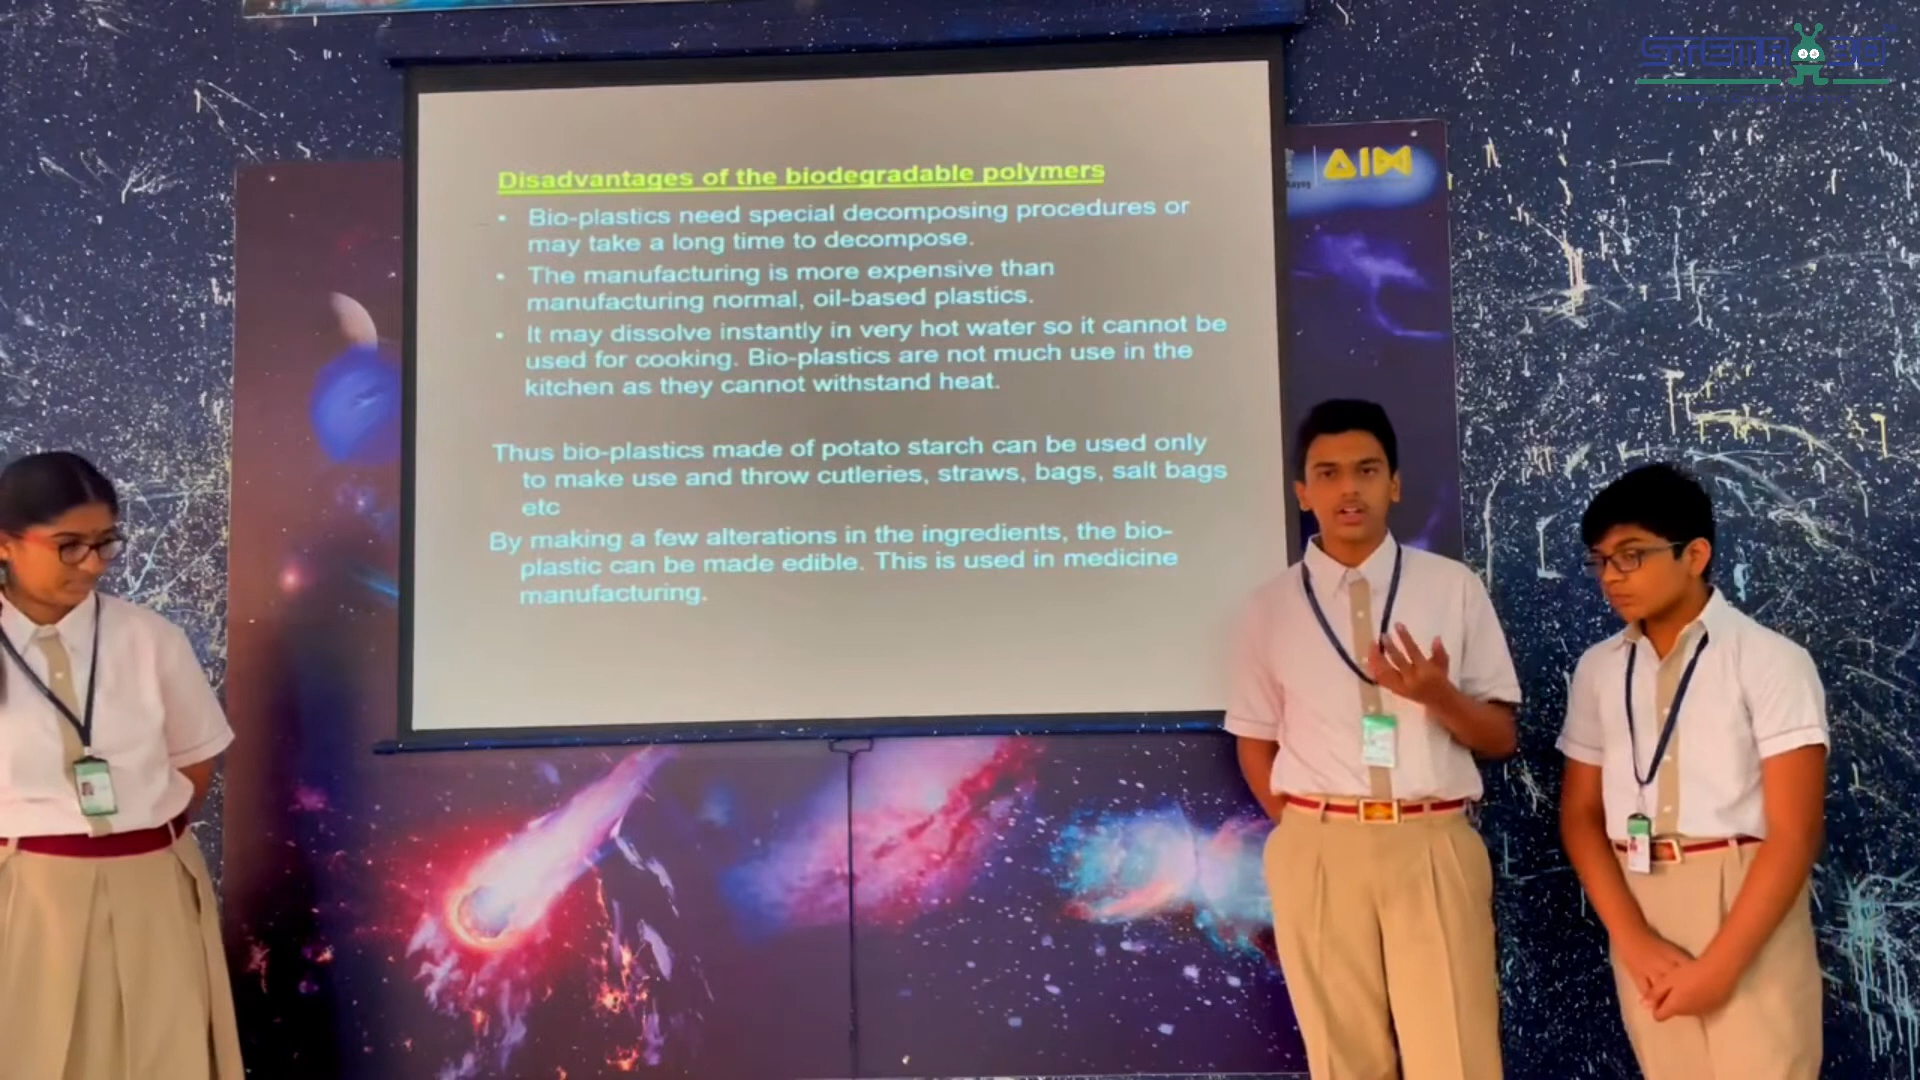 STEMROBO
AIM
Disadvantages of the biodegradable polymers
• Bio-plastics need special decomposing procedures or
may take a long time to decompose.
• The manufacturing is more expensive than
manufacturing normal, oil-based plastics.
• It may dissolve instantly in very hot water so it cannot be
used for cooking. Bio-plastics are not much use in the
kitchen as they cannot withstand heat.
Thus bio-plastics made of potato starch can be used only
to make use and throw cutleries, straws, bags, salt bags
etc
By making a few alterations in the ingredients, the bio-
plastic can be made edible. This is used in medicine
manufacturing.